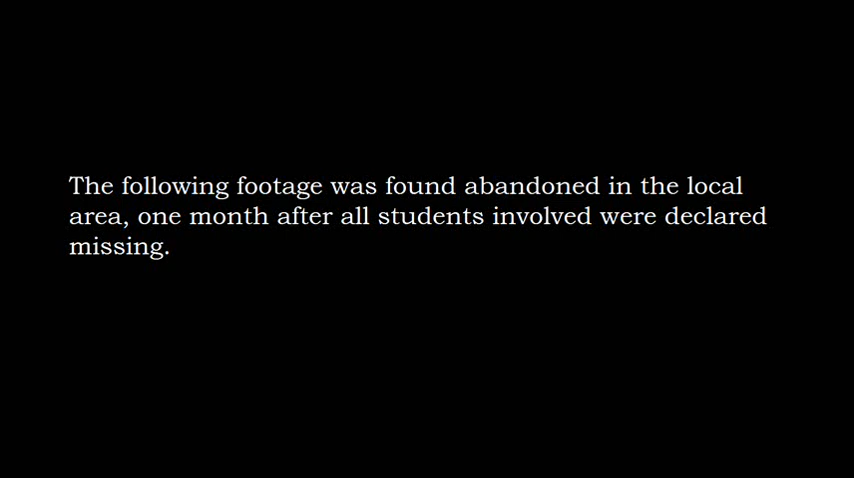 The following footage was found abandoned in the local
area, one month after all students involved were declared
missing.